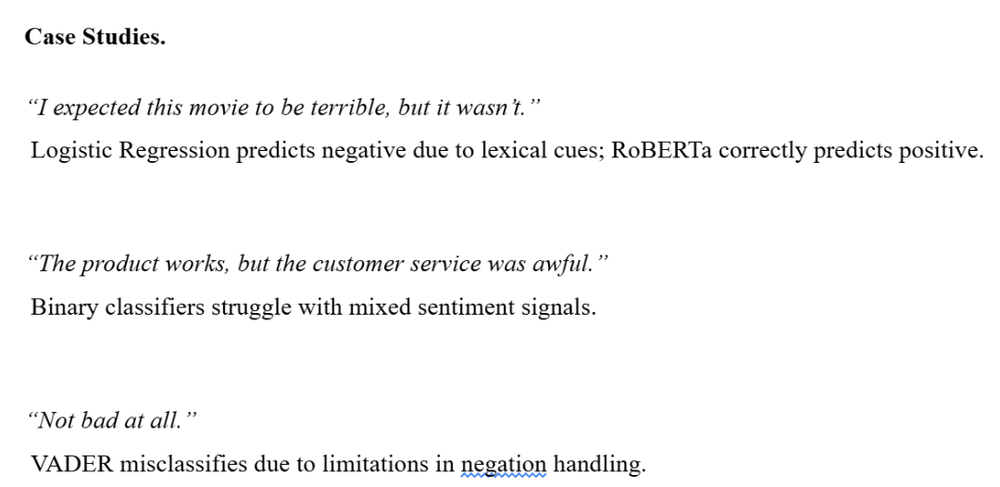 Case Studies.
“I expected this movie to be terrible, but it wasn’t.”
Logistic Regression predicts negative due to lexical cues; RoBERTa correctly predicts positive.
“The product works, but the customer service was awful.”
Binary classifiers struggle with mixed sentiment signals.
“Not bad at all.”
VADER misclassifies due to limitations in negation handling.